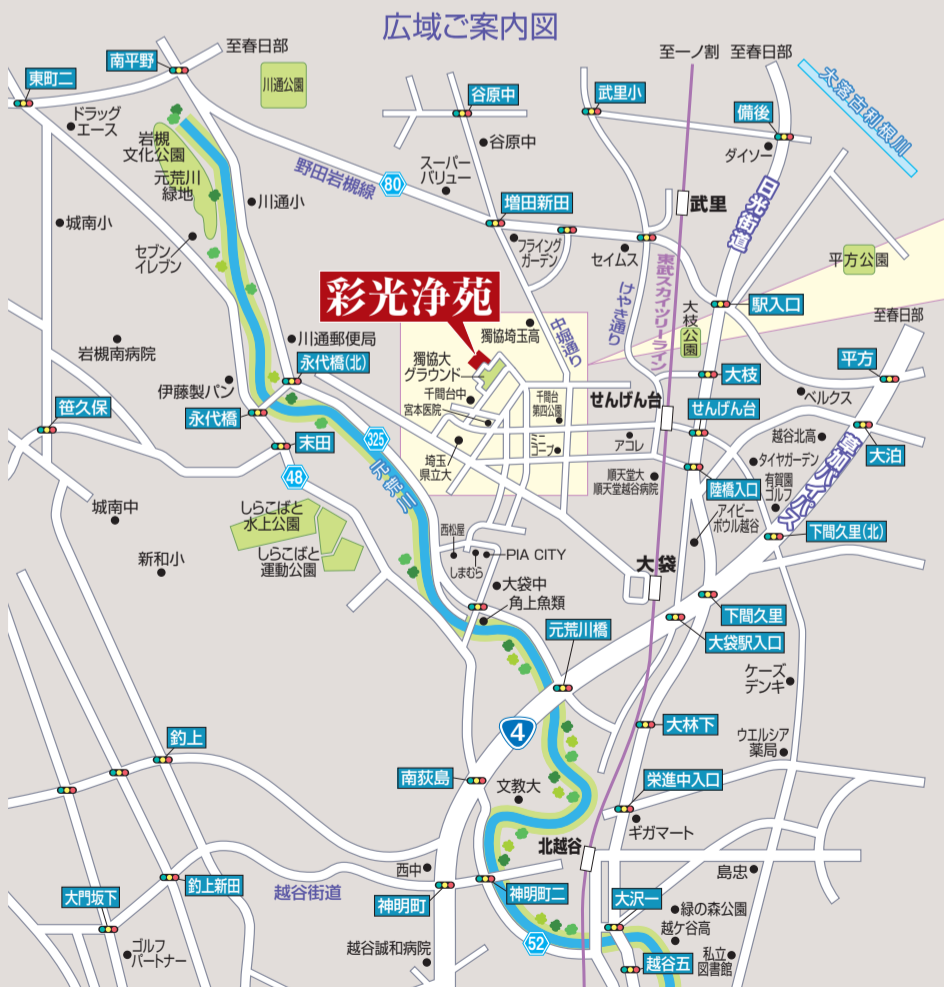 広域ご案内図
至春日部
至一ノ割
至春日部
南平野
東町二
川通公園
谷原中
武里小
備後
大落古利根川
ドラッグ
エース
岩槻
文化公園
元荒川
緑地
谷原中
ダイソー
スーパー
バリュー
野田岩槻線
80
川通小
増田新田
武里
日光街道
城南小
セブン
イレブン
フライング
ガーデン
セイムス
東武スカイツリーライン
平方公園
彩光浄苑
けやき通り
大枝
公園
駅入口
至春日部
岩槻南病院
川通郵便局
獨協埼玉高
中堀通り
獨協大
グラウンド
永代橋(北)
伊藤製パン
千間台中
宮本医院
千間台
第四公園
せんげん台
大枝
平方
ベルクス
笹久保
永代橋
せんげん台
末田
325
元荒川
埼玉
県立大
ミニ
コープ
アコレ
越谷北高
大泊
48
順天堂大
順天堂越谷病院
タイヤガーデン
陸橋入口
有賀園
ゴルフ
草加バイパス
城南中
しらこばと
水上公園
アイビー
ボウル越谷
下間久里(北)
しらこばと
運動公園
新和小
西松屋
PIA CITY
しまむら
大袋
大袋中
角上魚類
下間久里
元荒川橋
大袋駅入口
ケーズ
デンキ
4
大林下
釣上
ウエルシア
薬局
南荻島
文教大
栄進中入口
ギガマート
北越谷
西中
島忠
大門坂下
釣上新田
越谷街道
神明町
神明町二
大沢一
緑の森公園
越ケ谷高
ゴルフ
パートナー
越谷誠和病院
52
越谷五
私立
図書館